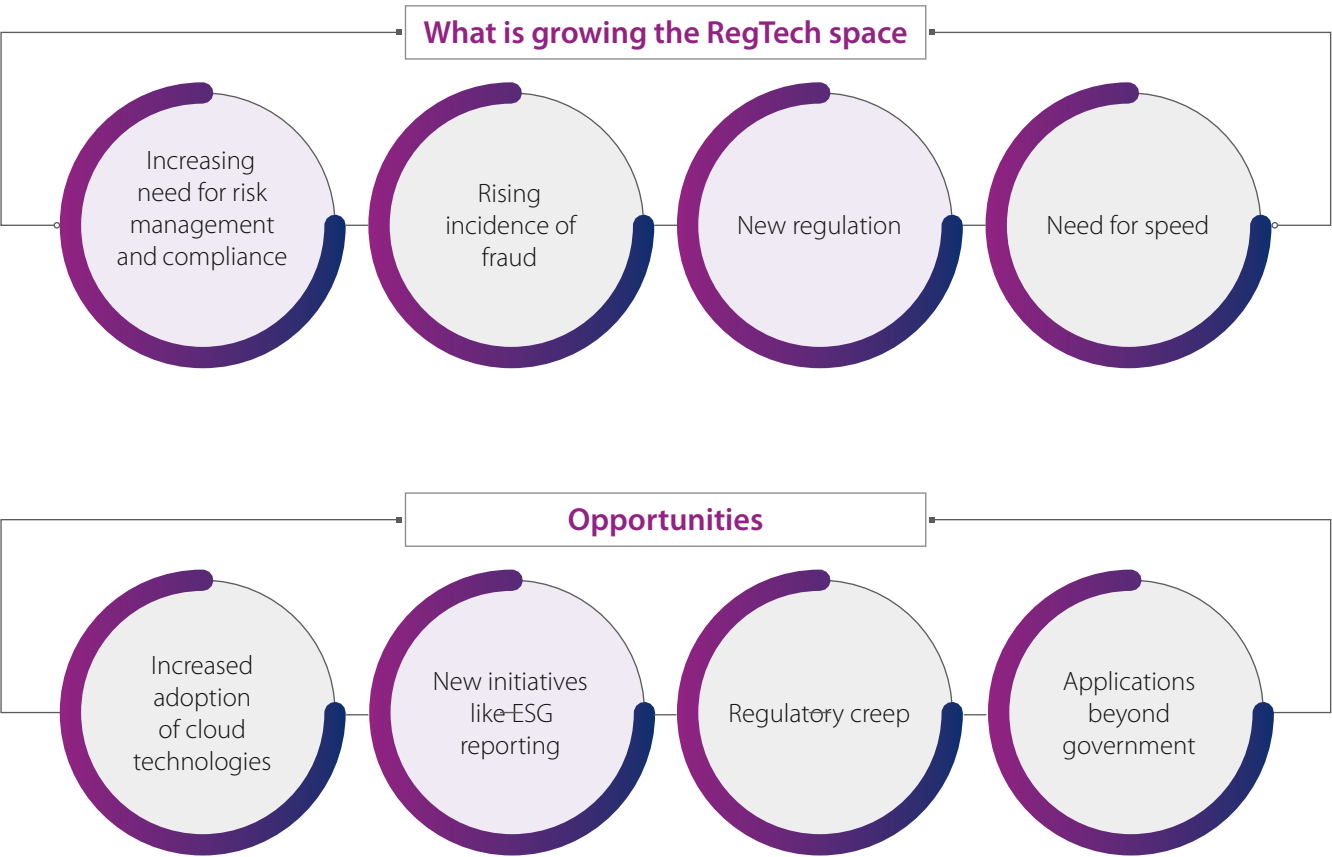 What is growing the RegTech space
Increasing
need for risk
management
and compliance
Rising
incidence of
fraud
New regulation
Need for speed
Opportunities
Increased
adoption
of cloud
technologies
New initiatives
like ESG
reporting
Regulatory creep
Applications
beyond
government